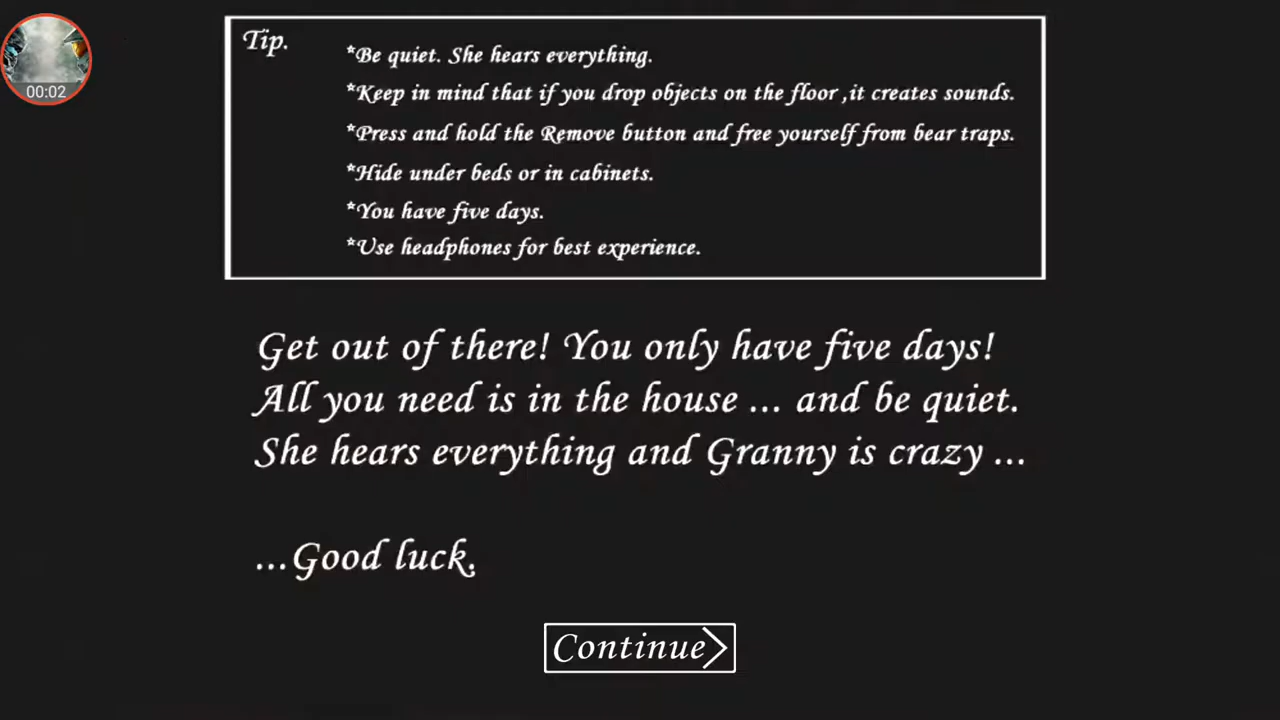 00:02
Tip.
*Be quiet. She hears everything.
*Keep in mind that if you drop objects on the floor ,it creates sounds.
*Press and hold the Remove button and free yourself from bear traps.
*Hide under beds or in cabinets.
*You have five days.
*Use headphones for best experience.
Get out of there! You only have five days!
All you need is in the house ... and be quiet.
She hears everything and Granny is crazy ...
...Good luck.
Continue